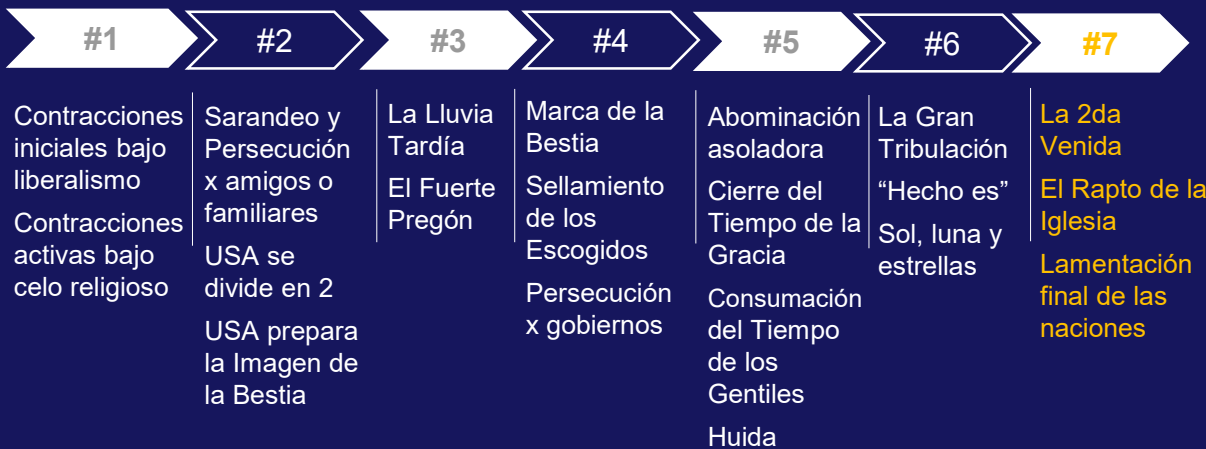 #1
#2
#3
#4
#5
#6
#7
Contracciones
iniciales bajo
liberalismo
Contracciones
activas bajo
celo religioso
Sarandeo y
Persecución
x amigos o
familiares
USA se
divide en 2
USA prepara
la Imagen de
la Bestia
La Lluvia
Tardía
El Fuerte
Pregón
Marca de la
Bestia
Sellamiento
de los
Escogidos
Persecución
x gobiernos
Abominación
asoladora
Cierre del
Tiempo de la
Gracia
Consumación
del Tiempo
de los
Gentiles
Huida
La Gran
Tribulación
“Hecho es”
Sol, luna y
estrellas
La 2da
Venida
El Rapto de la
Iglesia
Lamentación
final de las
naciones